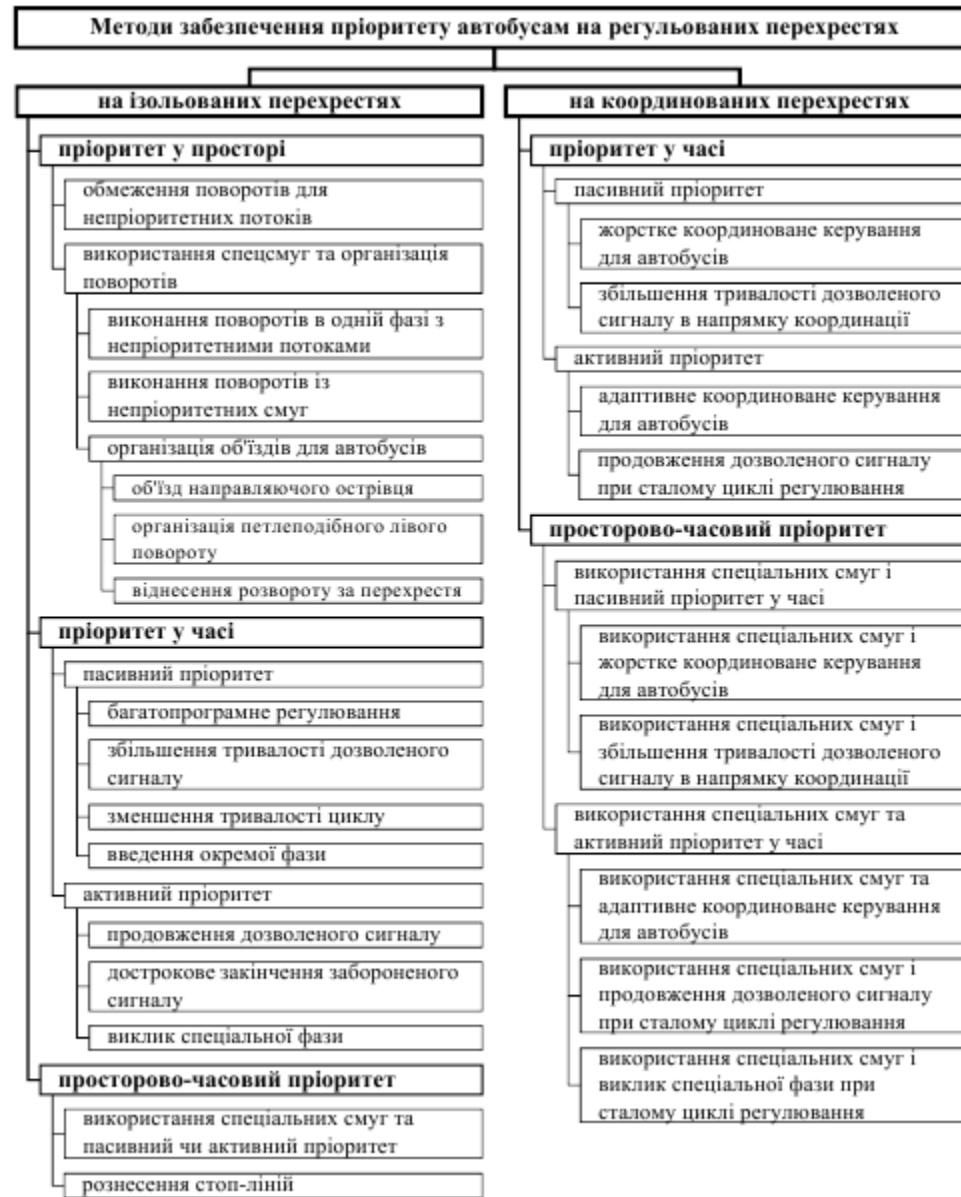 Методи забезпечення пріоритету автобусам на регульованих перехрестях
на ізольованих перехрестях
пріоритет у просторі
обмеження поворотів для
непріоритетних потоків
використання спецсмуг та організація
поворотів
виконання поворотів в одній фазі з
непріоритетними потоками
виконання поворотів із
непріоритетних смуг
організація об'їздів для автобусів
об'їзд направляючого острівця
організація петлеподібного лівого
повороту
віднесення розвороту за перехрестя
пріоритет у часі
пасивний пріоритет
багатопрограмне регулювання
збільшення тривалості дозволеного
сигналу
зменшення тривалості циклу
введення окремої фази
активний пріоритет
продовження дозволеного сигналу
дострокове закінчення забороненого
сигналу
виклик спеціальної фази
просторово-часовий пріоритет
використання спеціальних смуг та
пасивний чи активний пріоритет
рознесення стоп-ліній
на координованих перехрестях
пріоритет у часі
пасивний пріоритет
жорстке координоване керування
для автобусів
збільшення тривалості дозволеного
сигналу в напрямку координації
активний пріоритет
адаптивне координоване керування
для автобусів
продовження дозволеного сигналу
при сталому циклі регулювання
просторово-часовий пріоритет
використання спеціальних смуг і
пасивний пріоритет у часі
використання спеціальних смуг і
жорстке координоване керування
для автобусів
використання спеціальних смуг і
збільшення тривалості дозволеного
сигналу в напрямку координації
використання спеціальних смуг та
активний пріоритет у часі
використання спеціальних смуг та
адаптивне координоване керування
для автобусів
використання спеціальних смуг і
продовження дозволеного сигналу
при сталому циклі регулювання
використання спеціальних смуг і
виклик спеціальної фази при
сталому циклі регулювання